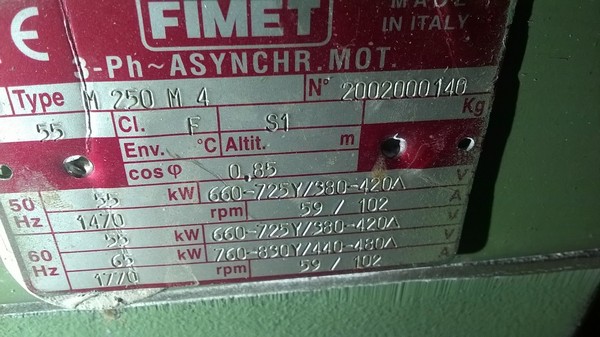 MADE
FIMET IN ITALY
CE
3-Ph~ASYNCHR. MOT.
Type M 250 M 4 N° 2002000140
55 Cl. F S1 Kg
Env. °C Altit. m
cos φ 0,85
50 Hz 55 kW 660-725Y/380-420Δ V
1470 rpm 59 / 102 A
60 Hz 55 kW 660-725Y/380-420Δ V
65 kW 760-830Y/440-480Δ V
1770 rpm 59 / 102 A